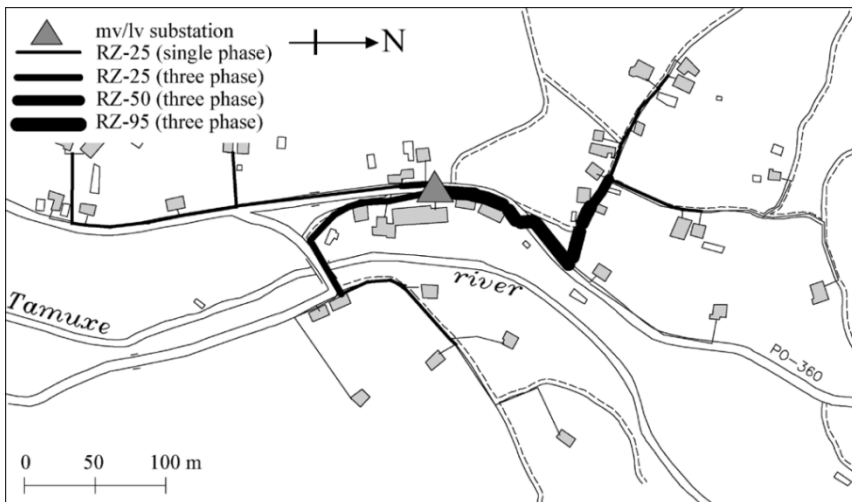 mv/lv substation
RZ-25 (single phase)
RZ-25 (three phase)
RZ-50 (three phase)
RZ-95 (three phase)
N
river
Tamuxe
PO-360
0 50 100 m